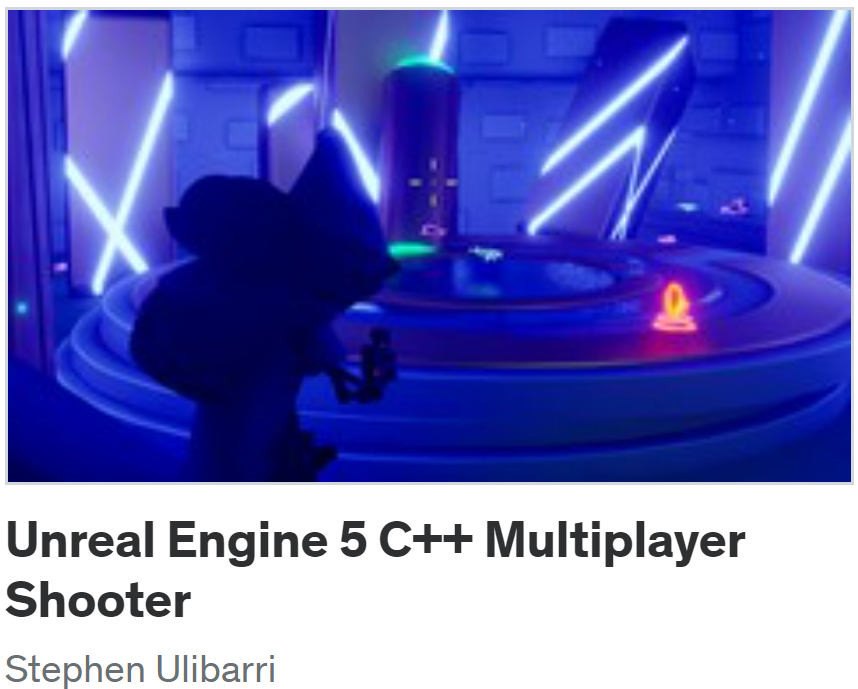 Unreal Engine 5 C++ Multiplayer
Shooter
Stephen Ulibarri